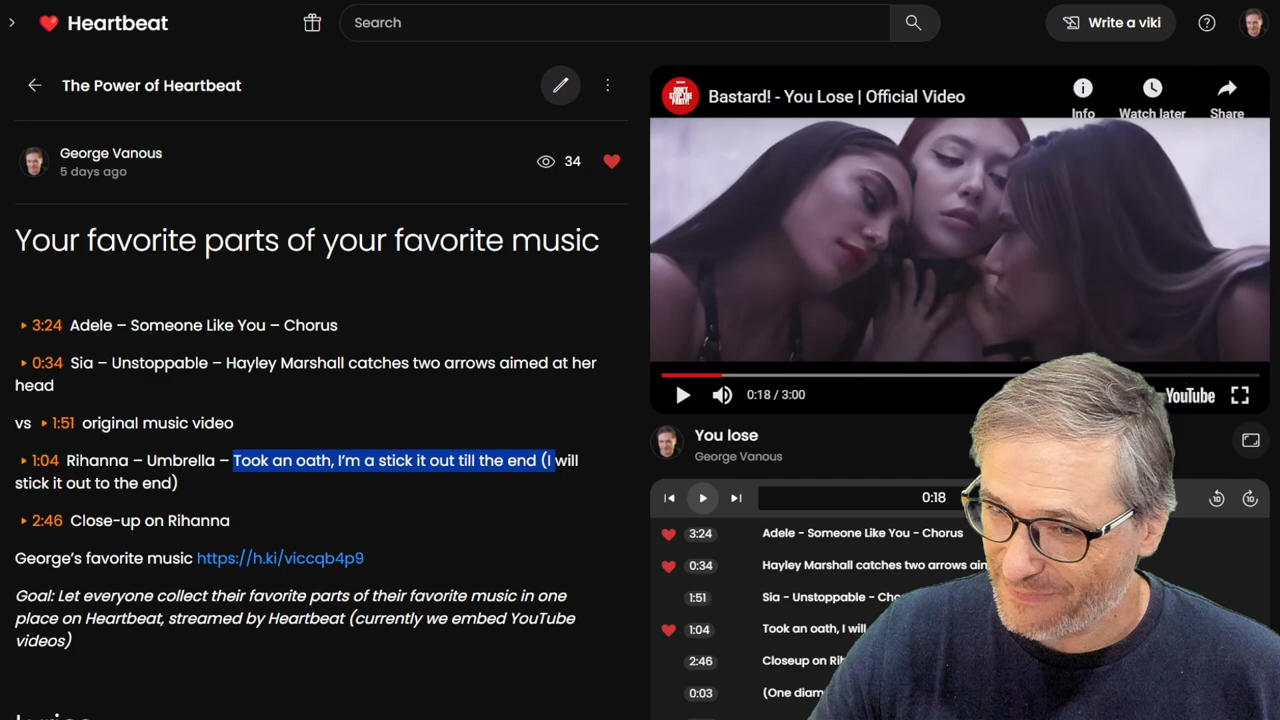 Heartbeat
Search
Write a viki
The Power of Heartbeat
George Vanous
5 days ago
34
Your favorite parts of your favorite music
3:24 Adele – Someone Like You – Chorus
0:34 Sia – Unstoppable – Hayley Marshall catches two arrows aimed at her
head
vs 1:51 original music video
1:04 Rihanna – Umbrella – Took an oath, I'm a stick it out till the end (I will
stick it out to the end)
2:46 Close-up on Rihanna
George's favorite music https://h.ki/viccqb4p9
Goal: Let everyone collect their favorite parts of their favorite music in one
place on Heartbeat, streamed by Heartbeat (currently we embed YouTube
videos)
DON'T STOP THE PARTY!
Bastard! - You Lose | Official Video
Info
Watch later
Share
0:18 / 3:00
YouTube
You lose
George Vanous
0:18
10
10
3:24 Adele - Someone Like You - Chorus
0:34 Hayley Marshall catches two arrows
1:51 Sia - Unstoppable -
1:04 Took an oath, I will
2:46 Closeup on
0:03 (One